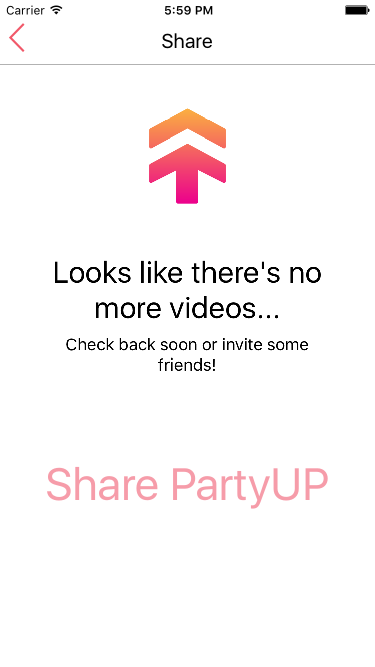 Carrier 5:59 PM
Share
Looks like there's no
more videos...
Check back soon or invite some
friends!
Share PartyUP